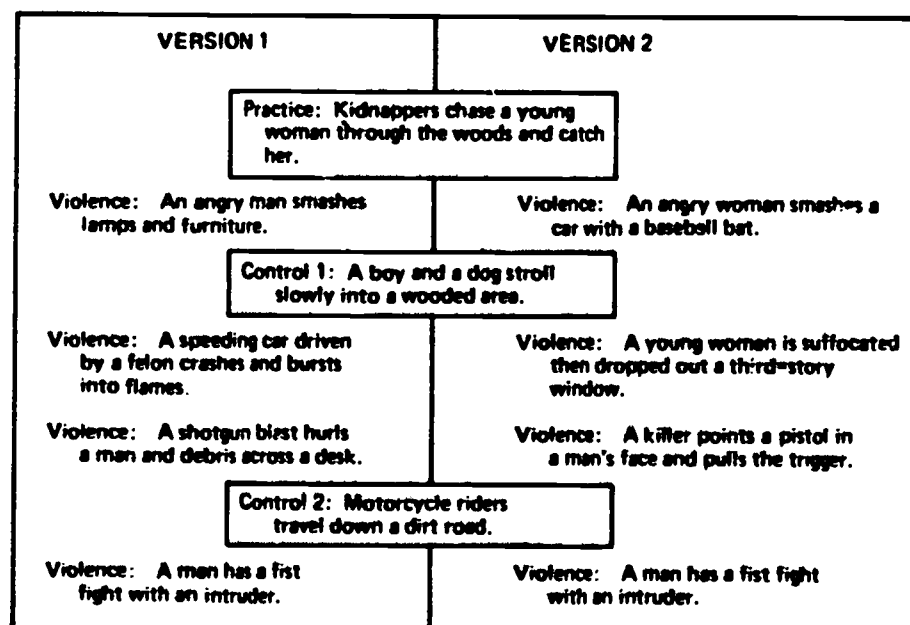 VERSION 1
VERSION 2
Practice: Kidnappers chase a young
woman through the woods and catch
her.
Violence: An angry man smashes
lamps and furniture.
Violence: An angry woman smashes a
car with a baseball bat.
Control 1: A boy and a dog stroll
slowly into a wooded area.
Violence: A speeding car driven
by a felon crashes and bursts
into flames.
Violence: A young woman is suffocated
then dropped out a third-story
window.
Violence: A shotgun blast hurls
a man and debris across a desk.
Violence: A killer points a pistol in
a man's face and pulls the trigger.
Control 2: Motorcycle riders
travel down a dirt road.
Violence: A man has a fist
fight with an intruder.
Violence: A man has a fist fight
with an intruder.